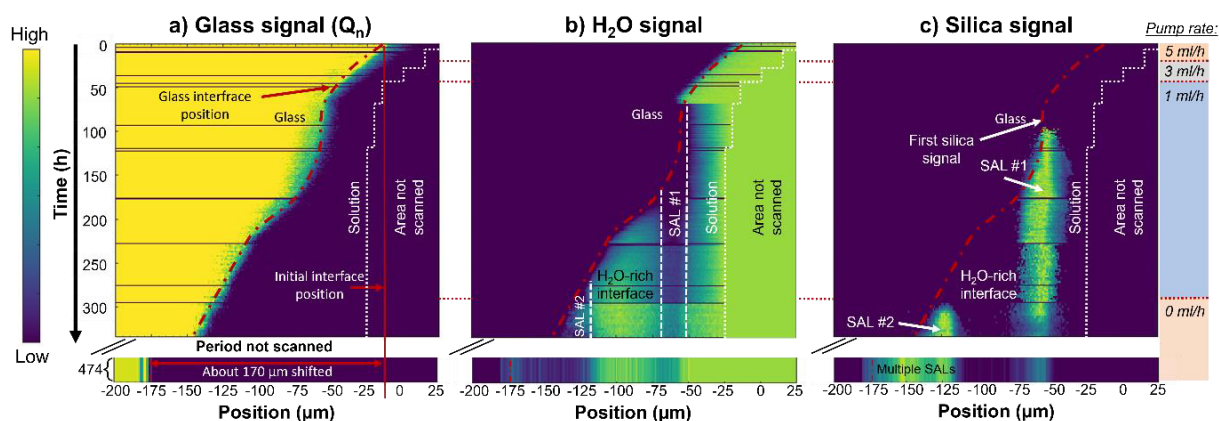 a) Glass signal (Qn)
b) H2O signal
c) Silica signal
Pump rate:
High
Low
Time (h)
0
50
100
150
200
250
300
474
Glass interfrace
position
Glass
Solution
Area not
scanned
Initial interface
position
Period not scanned
About 170 µm shifted
-200 -175 -150 -125 -100 -75 -50 -25 0 25
Position (µm)
Glass
SAL #1
Solution
Area not
scanned
H2O-rich
interface
SAL #2
-200 -175 -150 -125 -100 -75 -50 -25 0 25
Position (µm)
Glass
First silica
signal
SAL #1
Solution
Area not
scanned
H2O-rich
interface
SAL #2
Multiple SALs
-200 -175 -150 -125 -100 -75 -50 -25 0 25
Position (µm)
5 ml/h
3 ml/h
1 ml/h
0 ml/h